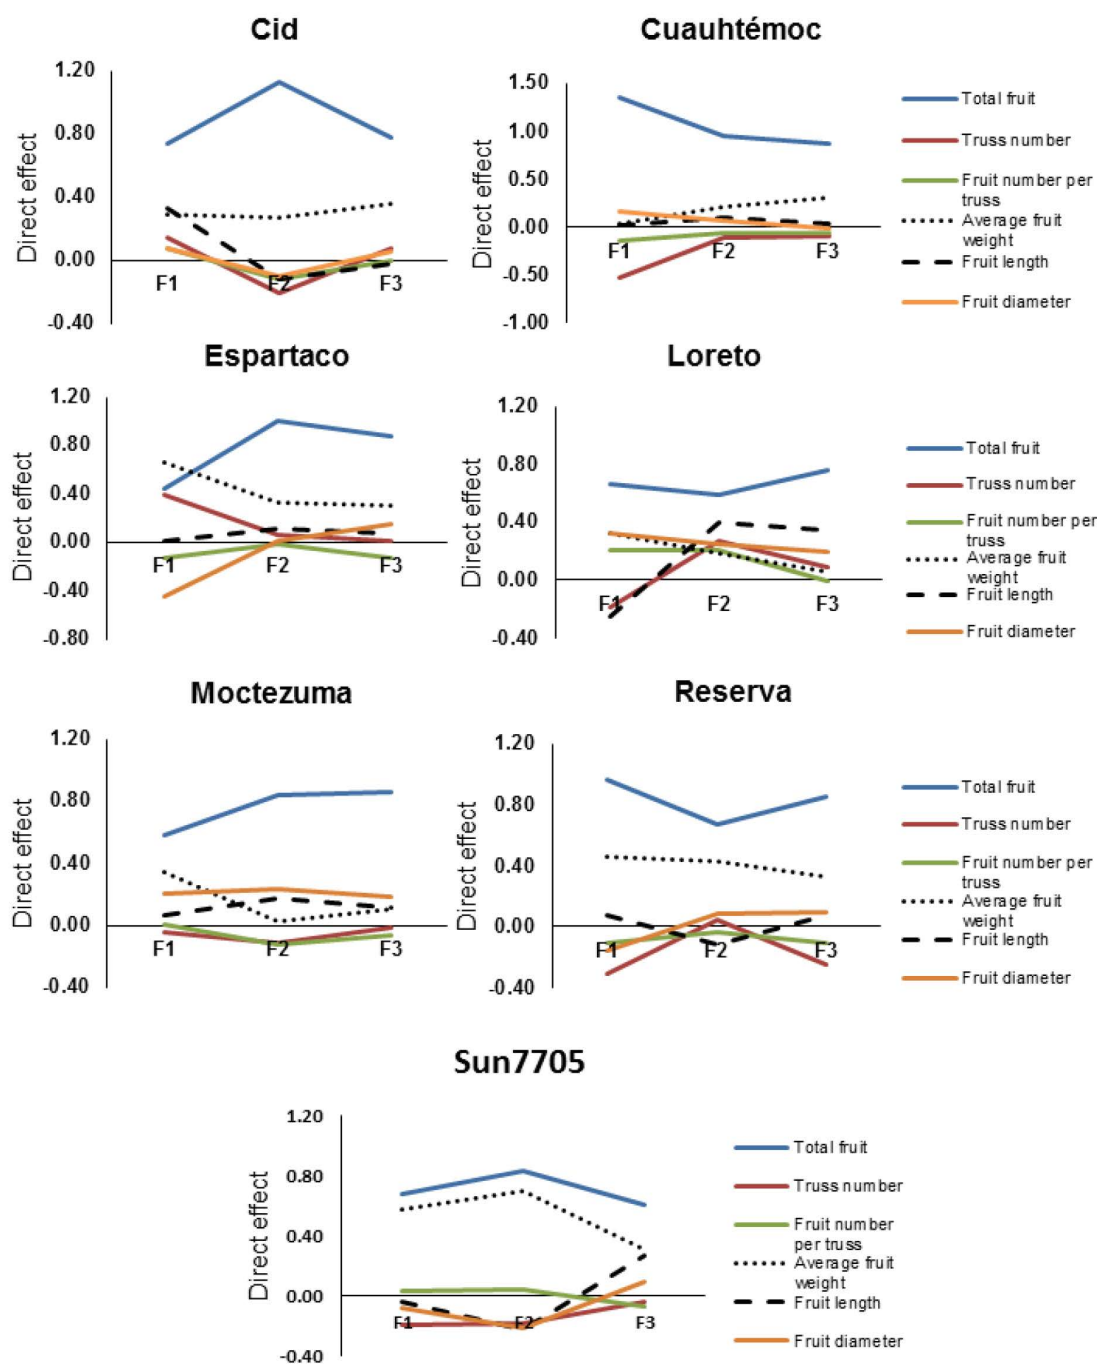 Cid
1.20
0.80
0.40
0.00
-0.40
Direct effect
F1
F2
F3
Cuauhtémoc
1.50
1.00
0.50
0.00
-0.50
-1.00
Direct effect
F1
F2
F3
Total fruit
Truss number
Fruit number per
truss
Average fruit
weight
Fruit length
Fruit diameter
Espartaco
1.20
0.80
0.40
0.00
-0.40
-0.80
Direct effect
F1
F2
F3
Loreto
1.20
0.80
0.40
0.00
-0.40
Direct effect
F1
F2
F3
Total fruit
Truss number
Fruit number per
truss
Average fruit
weight
Fruit length
Fruit diameter
Moctezuma
1.20
0.80
0.40
0.00
-0.40
Direct effect
F1
F2
F3
Reserva
1.20
0.80
0.40
0.00
-0.40
Direct effect
F1
F2
F3
Total fruit
Truss number
Fruit number per
truss
Average fruit
weight
Fruit length
Fruit diameter
Sun7705
1.20
0.80
0.40
0.00
-0.40
Direct effect
F1
F2
F3
Total fruit
Truss number
Fruit number
per truss
Average fruit
weight
Fruit length
Fruit diameter